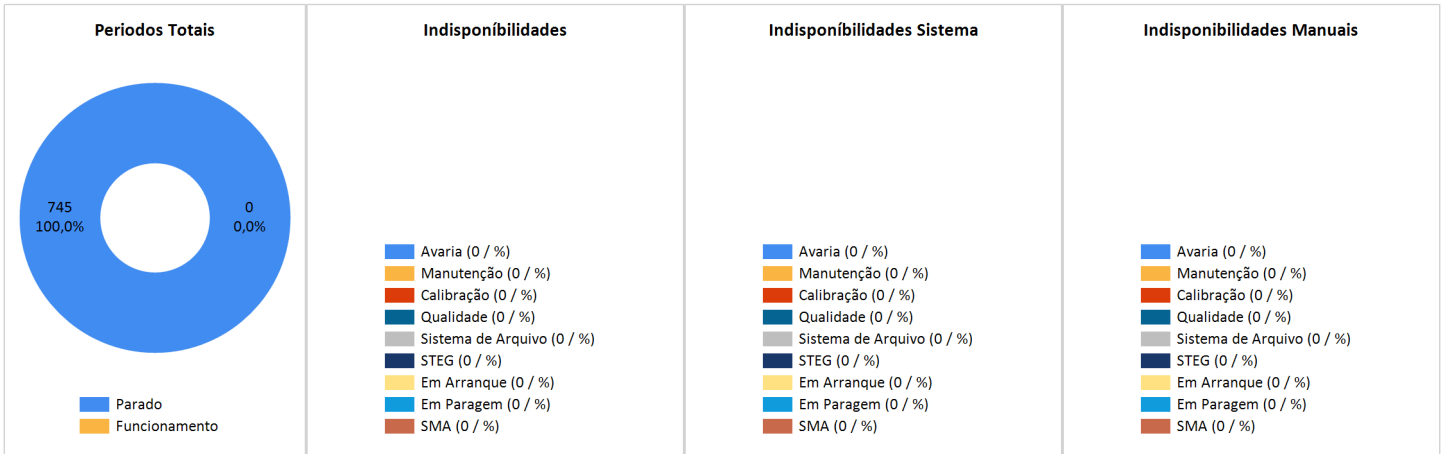 Periodos Totais
745
100,0%
0
0,0%
Parado
Funcionamento
Indisponíbilidades
Avaria (0 / %)
Manutenção (0 / %)
Calibração (0 / %)
Qualidade (0 / %)
Sistema de Arquivo (0 / %)
STEG (0 / %)
Em Arranque (0 / %)
Em Paragem (0 / %)
SMA (0 / %)
Indisponíbilidades Sistema
Avaria (0 / %)
Manutenção (0 / %)
Calibração (0 / %)
Qualidade (0 / %)
Sistema de Arquivo (0 / %)
STEG (0 / %)
Em Arranque (0 / %)
Em Paragem (0 / %)
SMA (0 / %)
Indisponíbilidades Manuais
Avaria (0 / %)
Manutenção (0 / %)
Calibração (0 / %)
Qualidade (0 / %)
Sistema de Arquivo (0 / %)
STEG (0 / %)
Em Arranque (0 / %)
Em Paragem (0 / %)
SMA (0 / %)